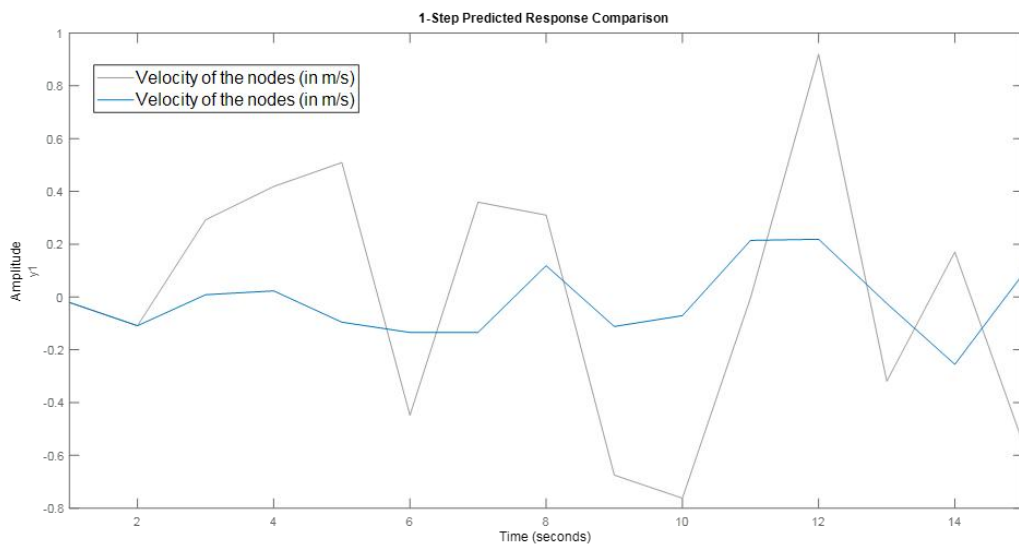 1-Step Predicted Response Comparison
Velocity of the nodes (in m/s)
Velocity of the nodes (in m/s)
Amplitude
y1
1
0.8
0.6
0.4
0.2
0
-0.2
-0.4
-0.6
-0.8
2
4
6
8
10
12
14
Time (seconds)